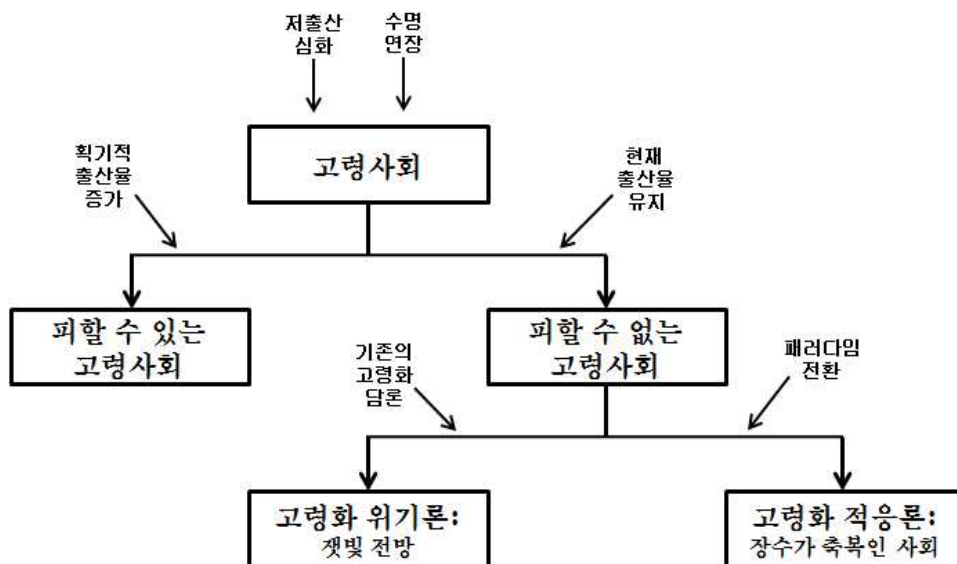 저출산
심화
수명
연장
고령사회
획기적
출산율
증가
현재
출산율
유지
피할 수 있는
고령사회
피할 수 없는
고령사회
기존의
고령화
담론
패러다임
전환
고령화 위기론:
잿빛 전방
고령화 적응론:
장수가 축복인 사회